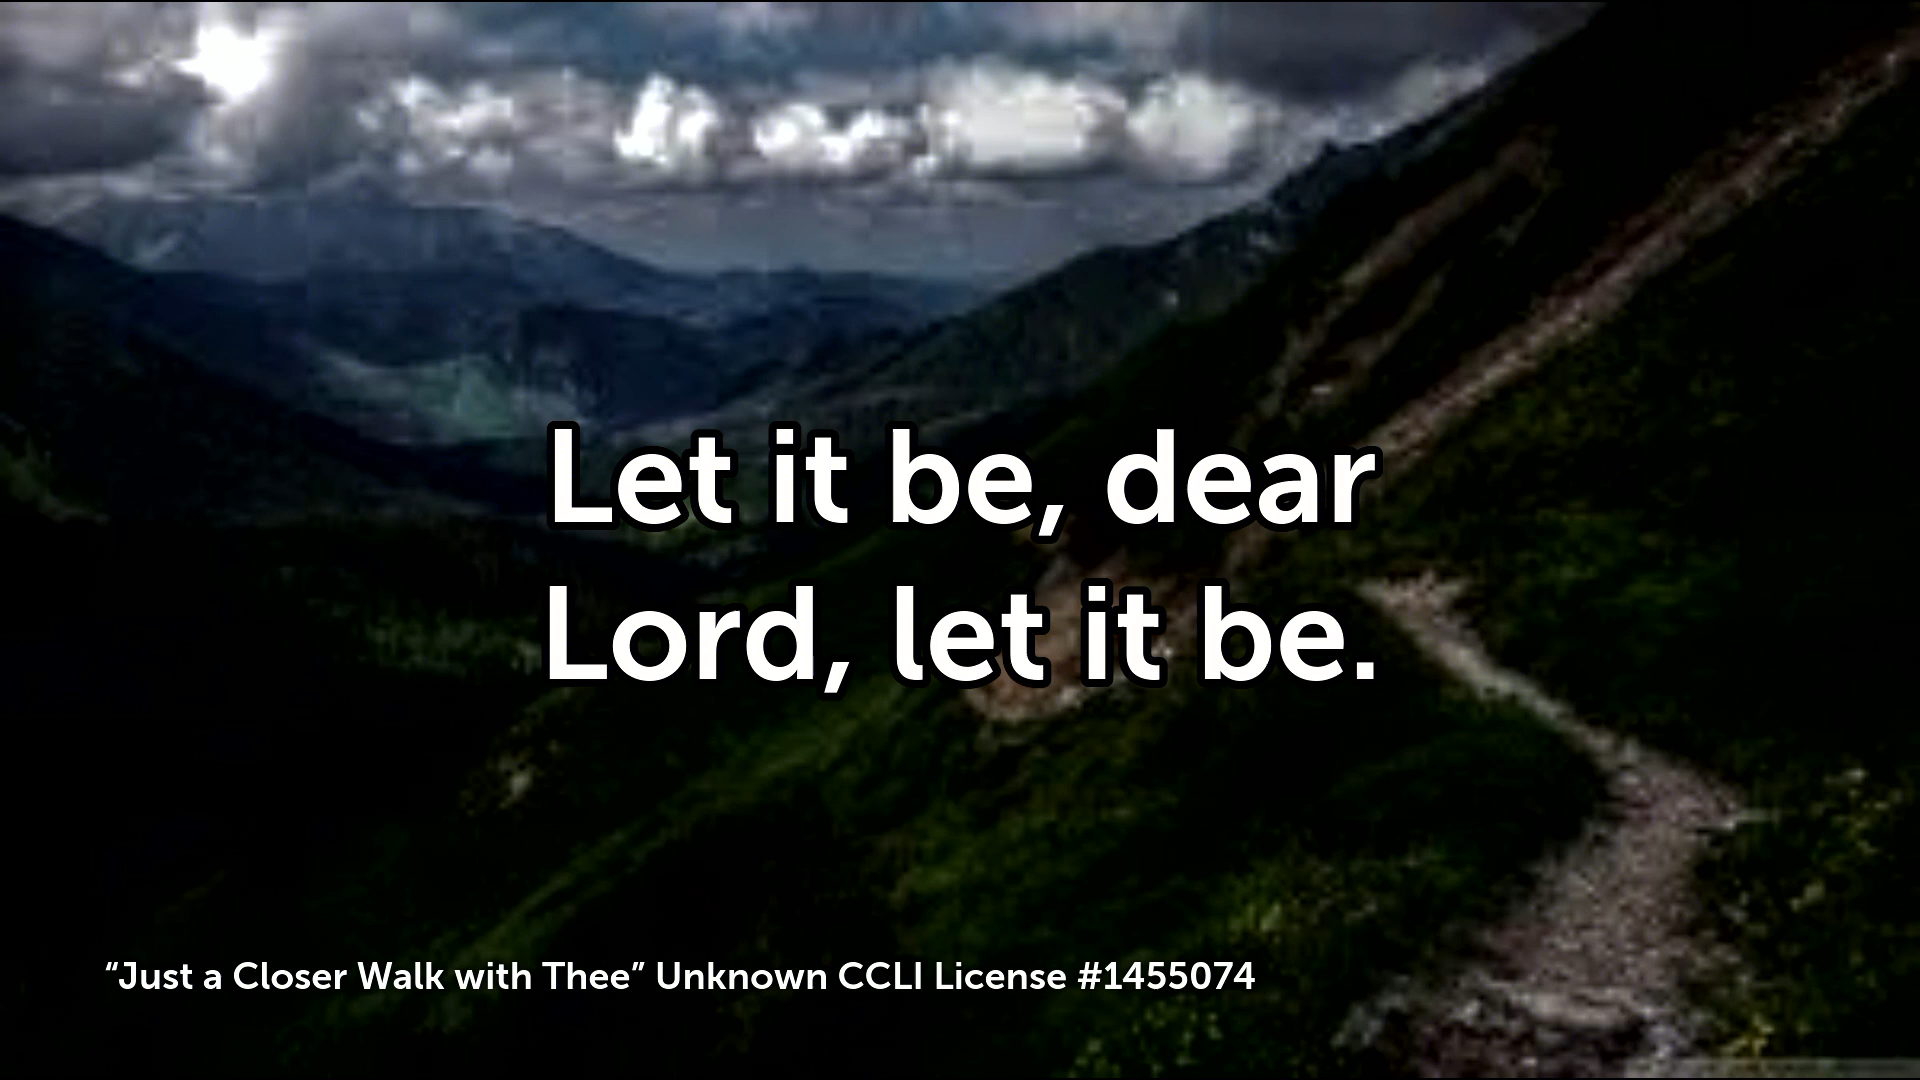 Let it be, dear
Lord, let it be.
“Just a Closer Walk with Thee” Unknown CCLI License #1455074